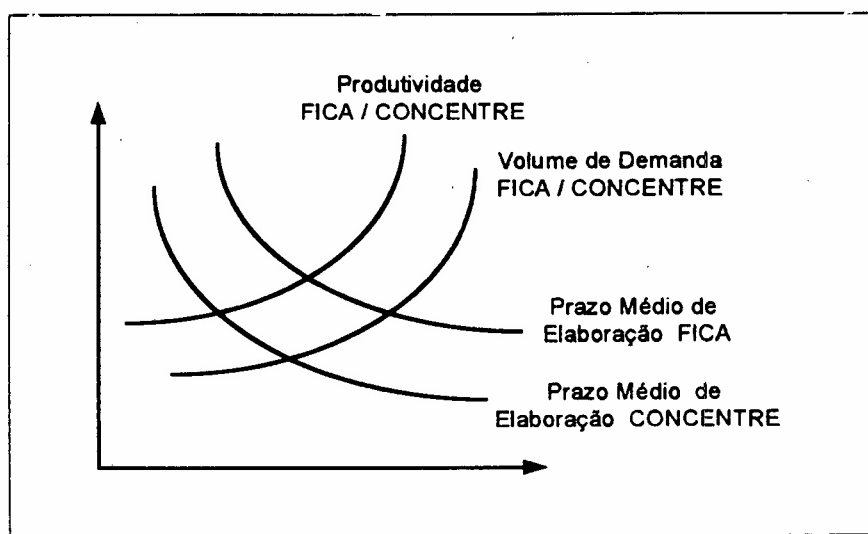 Produtividade
FICA / CONCENTRE
Volume de Demanda
FICA / CONCENTRE
Prazo Médio de
Elaboração FICA
Prazo Médio de
Elaboração CONCENTRE